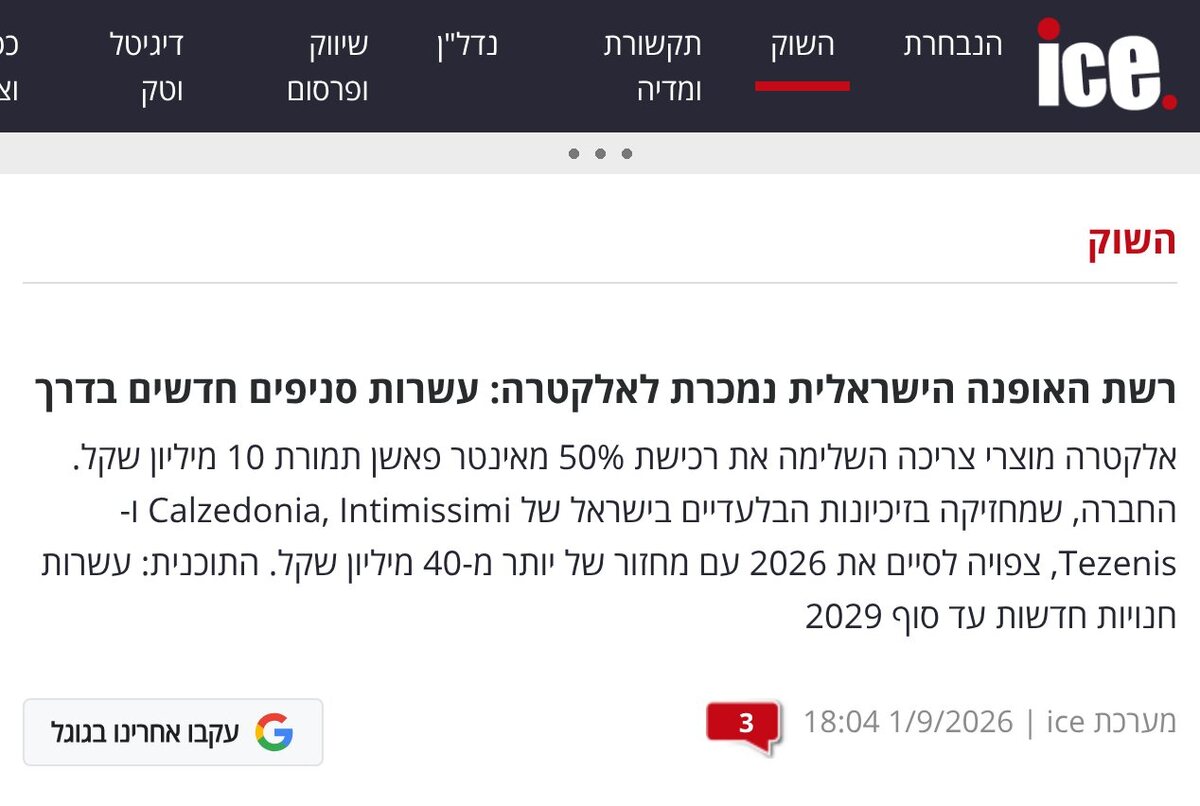 ice.
הנבחרת
השוק
תקשורת
ומדיה
נדל"ן
שיווק
ופרסום
דיגיטל
וטק
השוק
רשת האופנה הישראלית נמכרת לאלקטרה: עשרות סניפים חדשים בדרך
אלקטרה מוצרי צריכה השלימה את רכישת 50% מאינטר פאשן תמורת 10 מיליון שקל.
החברה, שמחזיקה בזיכיונות הבלעדיים בישראל של Calzedonia, Intimissimi ו-
Tezenis, צפויה לסיים את 2026 עם מחזור של יותר מ-40 מיליון שקל. התוכנית: עשרות
חנויות חדשות עד סוף 2029
מערכת ice | 1/9/2026 18:04
3
עקבו אחרינו בגוגל